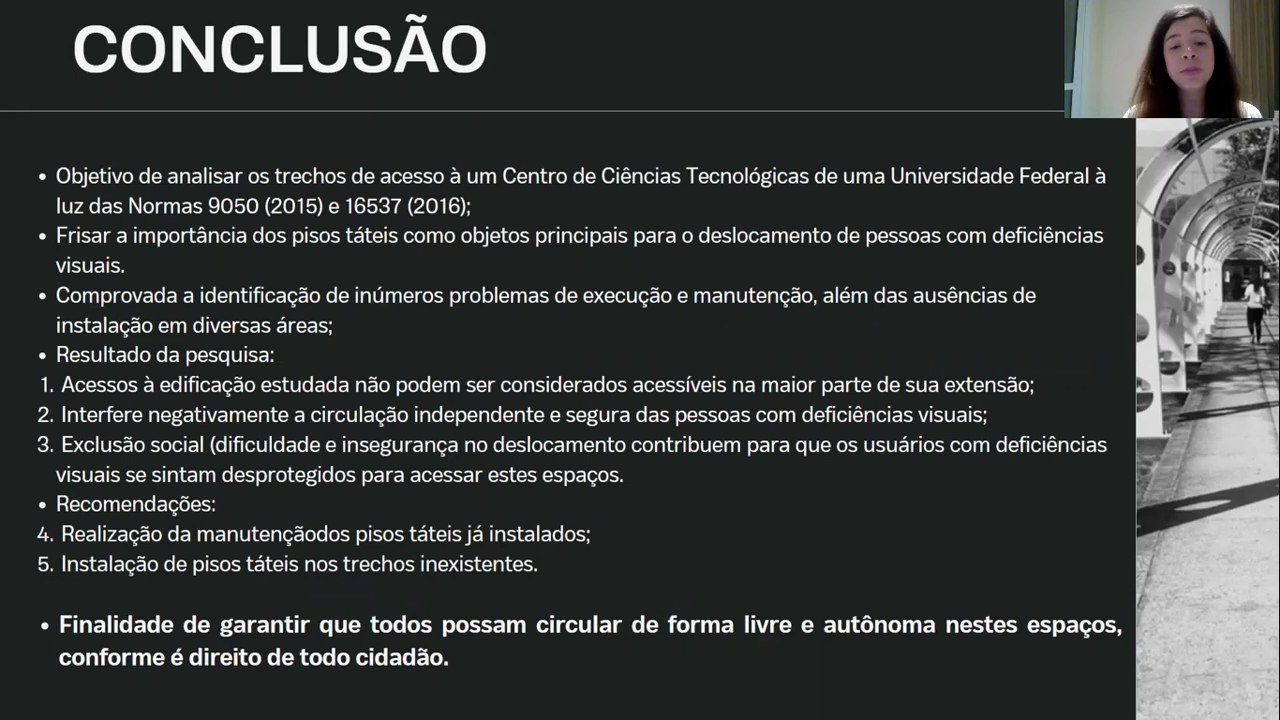 CONCLUSÃO
• Objetivo de analisar os trechos de acesso à um Centro de Ciências Tecnológicas de uma Universidade Federal à
luz das Normas 9050 (2015) e 16537 (2016);
• Frisar a importância dos pisos táteis como objetos principais para o deslocamento de pessoas com deficiências
visuais.
• Comprovada a identificação de inúmeros problemas de execução e manutenção, além das ausências de
instalação em diversas áreas;
• Resultado da pesquisa:
1. Acessos à edificação estudada não podem ser considerados acessíveis na maior parte de sua extensão;
2. Interfere negativamente a circulação independente e segura das pessoas com deficiências visuais;
3. Exclusão social (dificuldade e insegurança no deslocamento contribuem para que os usuários com deficiências
visuais se sintam desprotegidos para acessar estes espaços.
• Recomendações:
4. Realização da manutençãodos pisos táteis já instalados;
5. Instalação de pisos táteis nos trechos inexistentes.
• Finalidade de garantir que todos possam circular de forma livre e autônoma nestes espaços,
conforme é direito de todo cidadão.